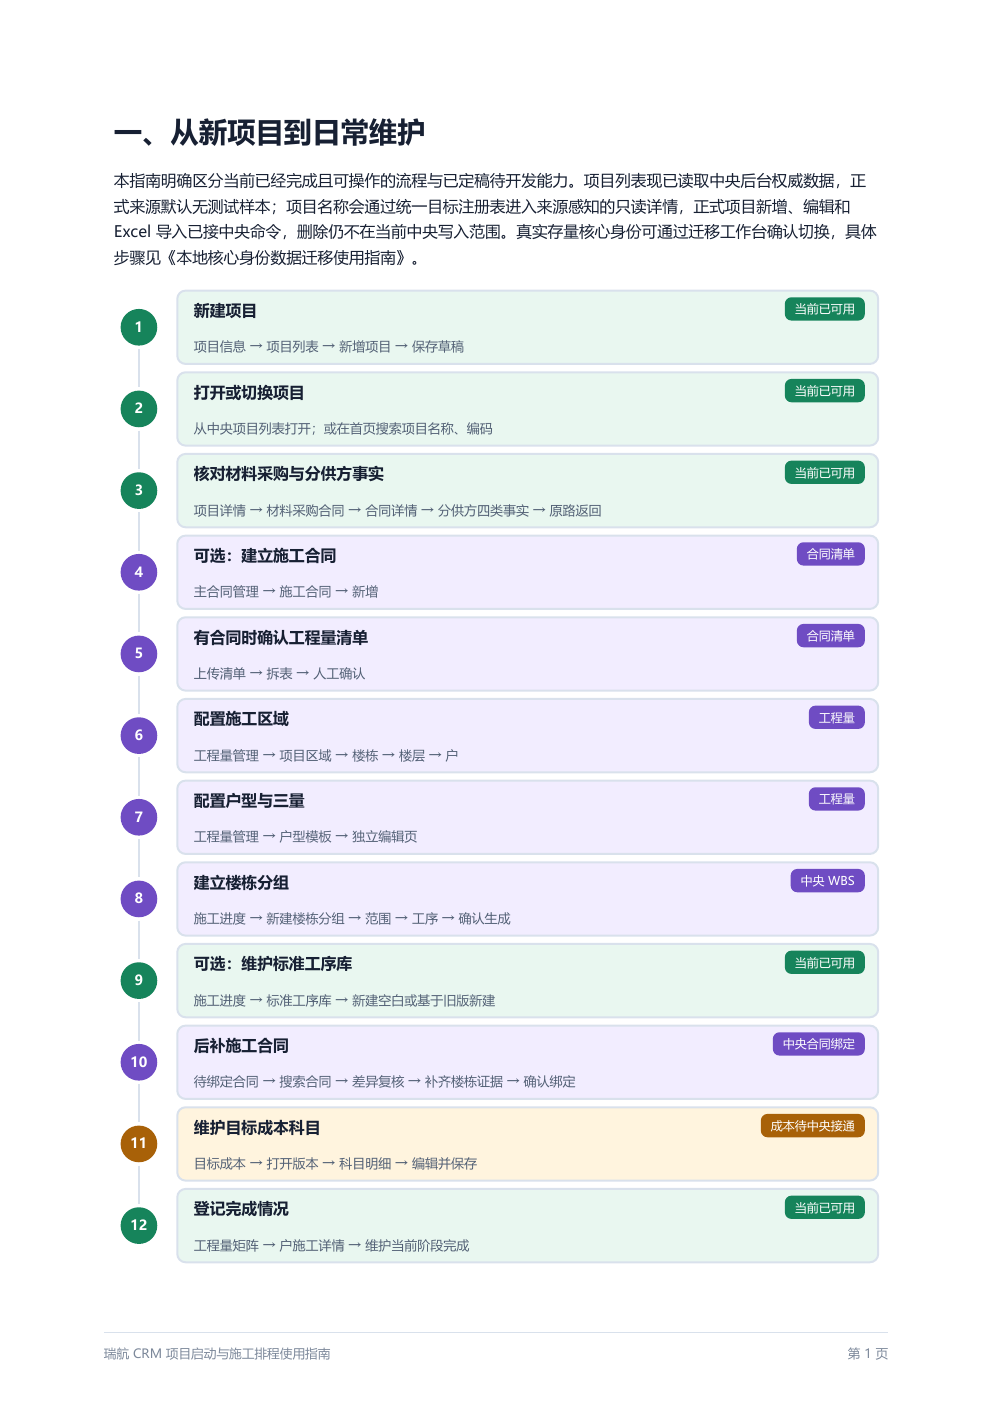 一、从新项目到日常维护
本指南明确区分当前已经完成且可操作的流程与已定稿待开发能力。项目列表现已读取中央后台权威数据，正
式来源默认无测试样本；项目名称会通过统一目标注册表进入来源感知的只读详情，正式项目新增、编辑和
Excel 导入已接中央命令，删除仍不在当前中央写入范围。真实存量核心身份可通过迁移工作台确认切换，具体
步骤见《本地核心身份数据迁移使用指南》。
1
新建项目
当前已可用
项目信息 → 项目列表 → 新增项目 → 保存草稿
2
打开或切换项目
当前已可用
从中央项目列表打开；或在首页搜索项目名称、编码
3
核对材料采购与分供方事实
当前已可用
项目详情 → 材料采购合同 → 合同详情 → 分供方四类事实 → 原路返回
4
可选：建立施工合同
合同清单
主合同管理 → 施工合同 → 新增
5
有合同时确认工程量清单
合同清单
上传清单 → 拆表 → 人工确认
6
配置施工区域
工程量
工程量管理 → 项目区域 → 楼栋 → 楼层 → 户
7
配置户型与三量
工程量
工程量管理 → 户型模板 → 独立编辑页
8
建立楼栋分组
中央 WBS
施工进度 → 新建楼栋分组 → 范围 → 工序 → 确认生成
9
可选：维护标准工序库
当前已可用
施工进度 → 标准工序库 → 新建空白或基于旧版新建
10
后补施工合同
中央合同绑定
待绑定合同 → 搜索合同 → 差异复核 → 补齐楼栋证据 → 确认绑定
11
维护目标成本科目
成本待中央接通
目标成本 → 打开版本 → 科目明细 → 编辑并保存
12
登记完成情况
当前已可用
工程量矩阵 → 户施工详情 → 维护当前阶段完成
瑞航 CRM 项目启动与施工排程使用指南
第 1 页